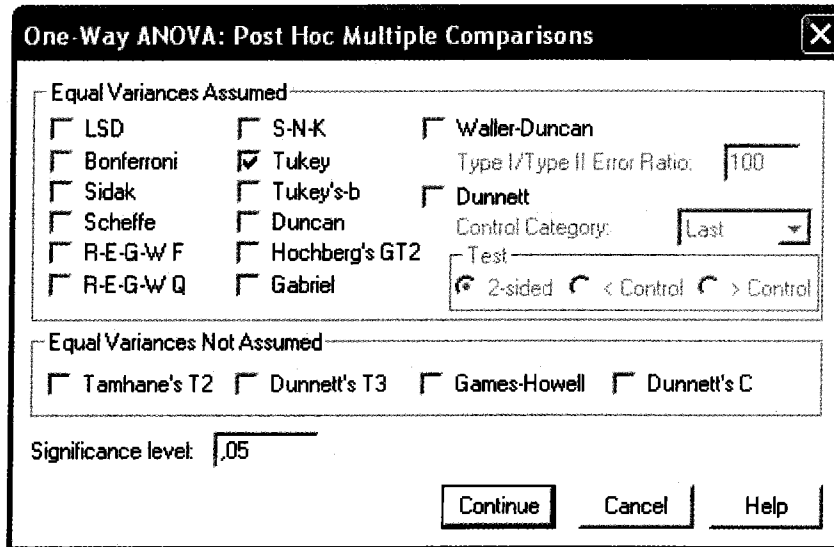 One-Way ANOVA: Post Hoc Multiple Comparisons
Equal Variances Assumed
LSD
S-N-K
Waller-Duncan
Bonferroni
Tukey
Type I/Type II Error Ratio:
100
Sidak
Tukey's-b
Dunnett
Scheffe
Duncan
Control Category:
Last
R-E-G-W F
Hochberg's GT2
Test
R-E-G-W Q
Gabriel
2-sided
< Control
> Control
Equal Variances Not Assumed
Tamhane's T2
Dunnett's T3
Games-Howell
Dunnett's C
Significance level:
,05
Continue
Cancel
Help